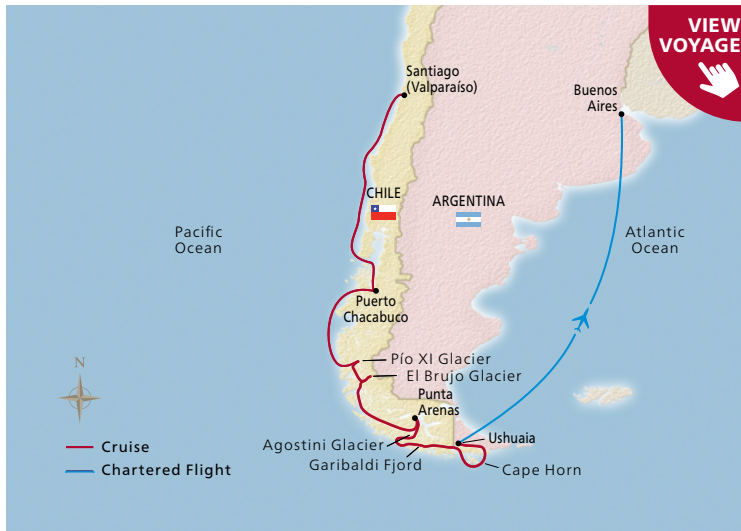 VIEW
VOYAGE
Santiago
(Valparaíso)
Buenos
Aires
CHILE
ARGENTINA
Pacific
Ocean
Atlantic
Ocean
Puerto
Chacabuco
Pío XI Glacier
El Brujo Glacier
N
Punta
Arenas
Agostini Glacier
Ushuaia
Garibaldi Fjord
Cape Horn
Cruise
Chartered Flight